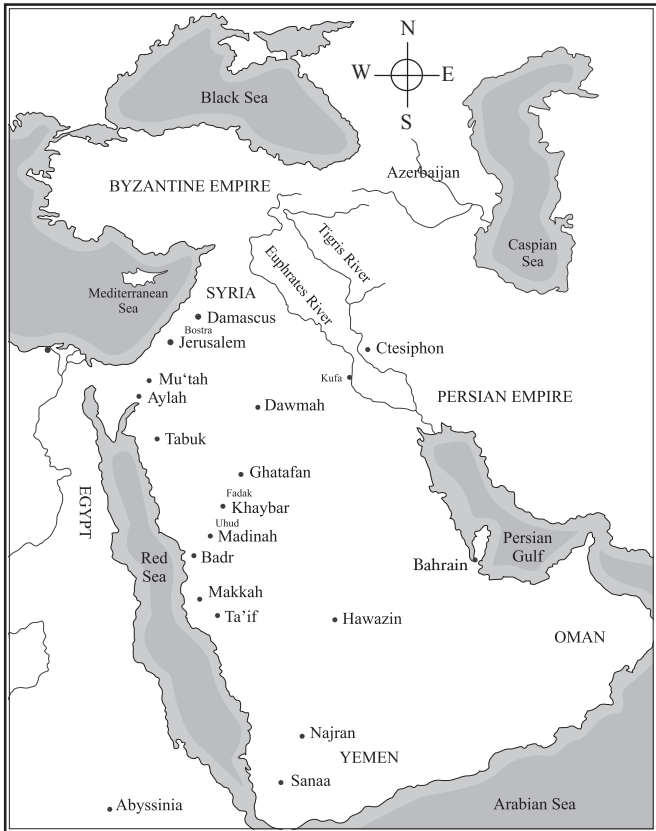 N
W E
S
Black Sea
Azerbaijan
BYZANTINE EMPIRE
Caspian
Sea
Tigris River
Euphrates River
Mediterranean
Sea
SYRIA
Damascus
Bostra
Jerusalem
Ctesiphon
Mu‘tah
Kufa
Aylah
Dawmah
PERSIAN EMPIRE
Tabuk
Ghatafan
EGYPT
Fadak
Khaybar
Uhud
Madinah
Persian
Gulf
Red
Sea
Badr
Bahrain
Makkah
Ta’if
Hawazin
OMAN
Najran
YEMEN
Sanaa
Abyssinia
Arabian Sea